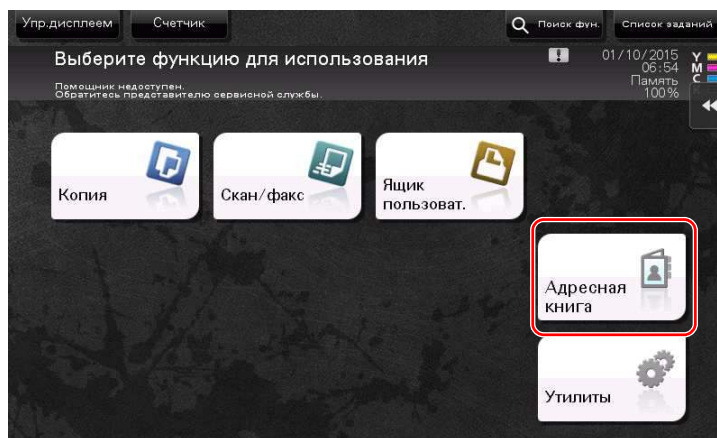 Упр.дисплеем
Счетчик
Поиск фун.
Список заданий
Выберите функцию для использования
Помощник недоступен.
Обратитесь представителю сервисной службы.
01/10/2015
06:54
Память
100%
Y
M
C
K
Копия
Скан/факс
Ящик
пользоват.
Адресная
книга
Утилиты